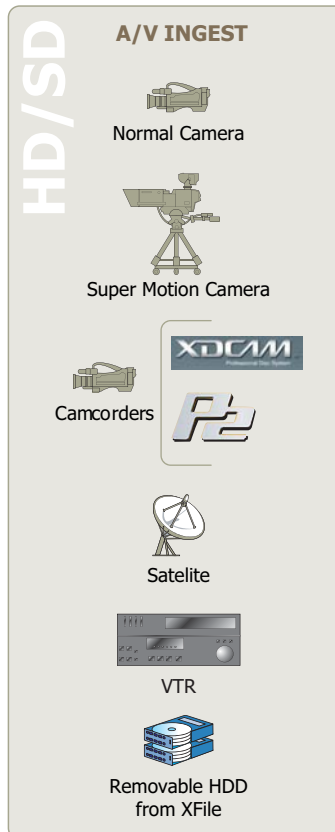 A/V INGEST
HD/SD
Normal Camera
Super Motion Camera
XDCAM
Professional Disc System
Camcorders
P2
Satelite
VTR
Removable HDD
from XFile